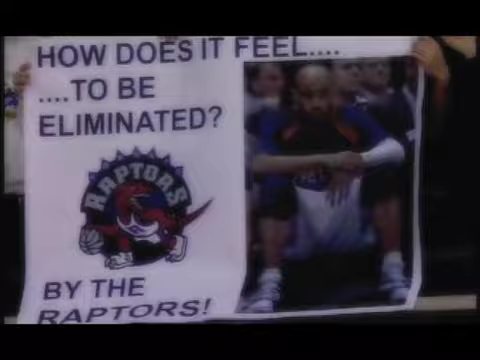 HOW DOES IT FEEL....
....TO BE
ELIMINATED?
RAPTORS
BY THE
RAPTORS!